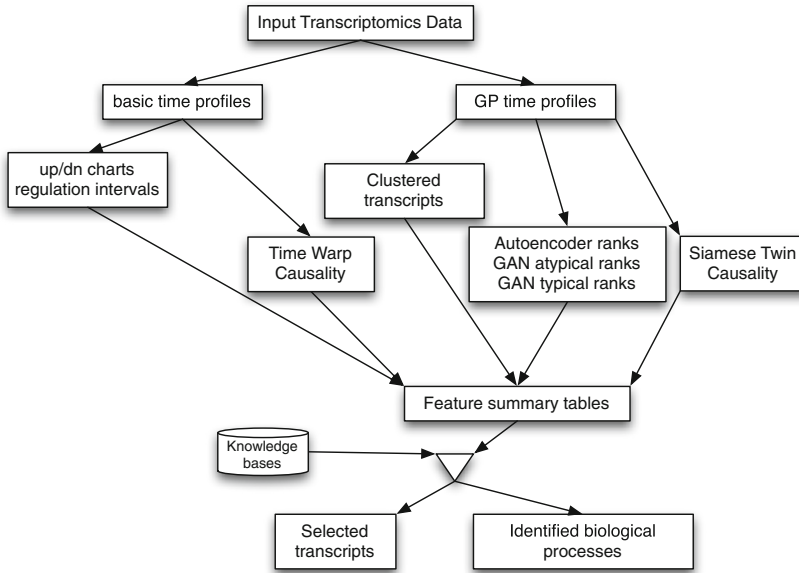 Input Transcriptomics Data
basic time profiles
GP time profiles
up/dn charts
regulation intervals
Clustered
transcripts
Time Warp
Causality
Autoencoder ranks
GAN atypical ranks
GAN typical ranks
Siamese Twin
Causality
Feature summary tables
Knowledge
bases
Selected
transcripts
Identified biological
processes